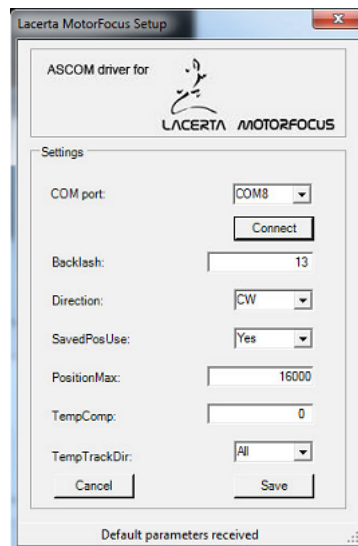 Lacerta MotorFocus Setup
ASCOM driver for
LACERTA MOTORFOCUS
Settings
COM port: COM8
Connect
Backlash: 13
Direction: CW
SavedPosUse: Yes
PositionMax: 16000
TempComp: 0
TempTrackDir: All
Cancel Save
Default parameters received